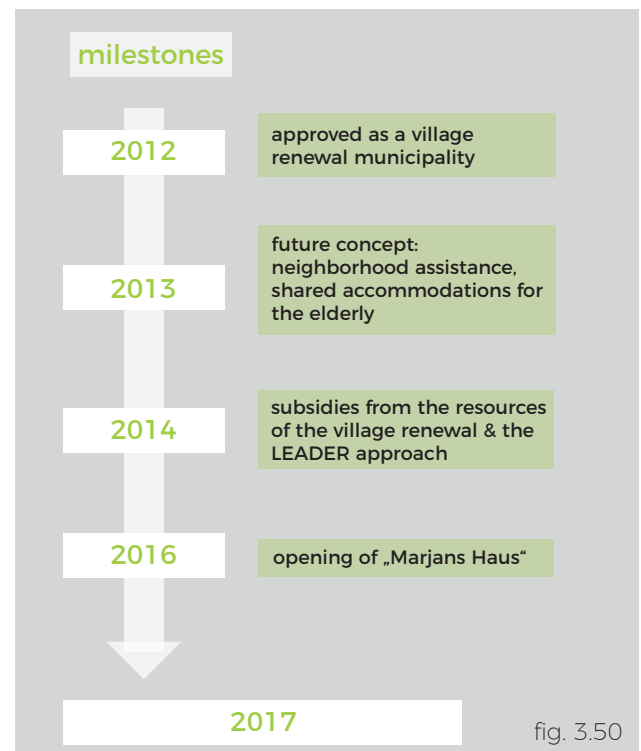 milestones
2012
approved as a village
renewal municipality
2013
future concept:
neighborhood assistance,
shared accommodations for
the elderly
2014
subsidies from the resources
of the village renewal & the
LEADER approach
2016
opening of „Marjans Haus“
2017
fig. 3.50